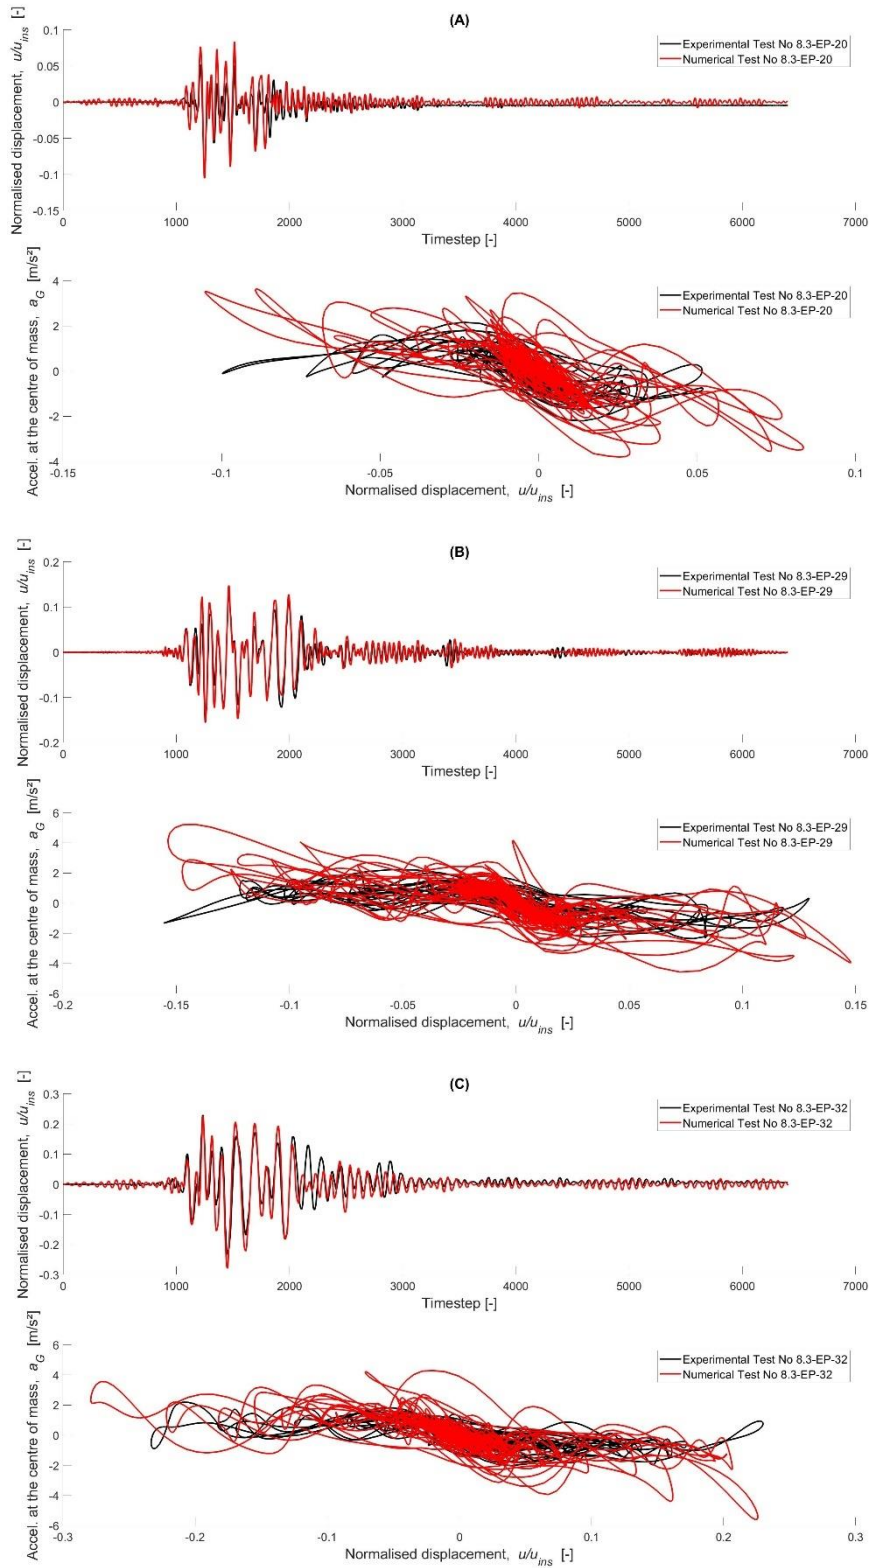 (A)
Normalised displacement, u/u_ins [-]
0.1
0.05
0
-0.05
-0.1
-0.15
Experimental Test No 8.3-EP-20
Numerical Test No 8.3-EP-20
0 1000 2000 3000 4000 5000 6000 7000
Timestep [-]
Accel. at the centre of mass, a_G [m/s²]
4
2
0
-2
-4
Experimental Test No 8.3-EP-20
Numerical Test No 8.3-EP-20
-0.15 -0.1 -0.05 0 0.05 0.1
Normalised displacement, u/u_ins [-]
(B)
Normalised displacement, u/u_ins [-]
0.2
0.1
0
-0.1
-0.2
Experimental Test No 8.3-EP-29
Numerical Test No 8.3-EP-29
0 1000 2000 3000 4000 5000 6000 7000
Timestep [-]
Accel. at the centre of mass, a_G [m/s²]
6
4
2
0
-2
-4
-6
Experimental Test No 8.3-EP-29
Numerical Test No 8.3-EP-29
-0.2 -0.15 -0.1 -0.05 0 0.05 0.1 0.15
Normalised displacement, u/u_ins [-]
(C)
Normalised displacement, u/u_ins [-]
0.3
0.2
0.1
0
-0.1
-0.2
-0.3
Experimental Test No 8.3-EP-32
Numerical Test No 8.3-EP-32
0 1000 2000 3000 4000 5000 6000 7000
Timestep [-]
Accel. at the centre of mass, a_G [m/s²]
6
4
2
0
-2
-4
-6
Experimental Test No 8.3-EP-32
Numerical Test No 8.3-EP-32
-0.3 -0.2 -0.1 0 0.1 0.2 0.3
Normalised displacement, u/u_ins [-]